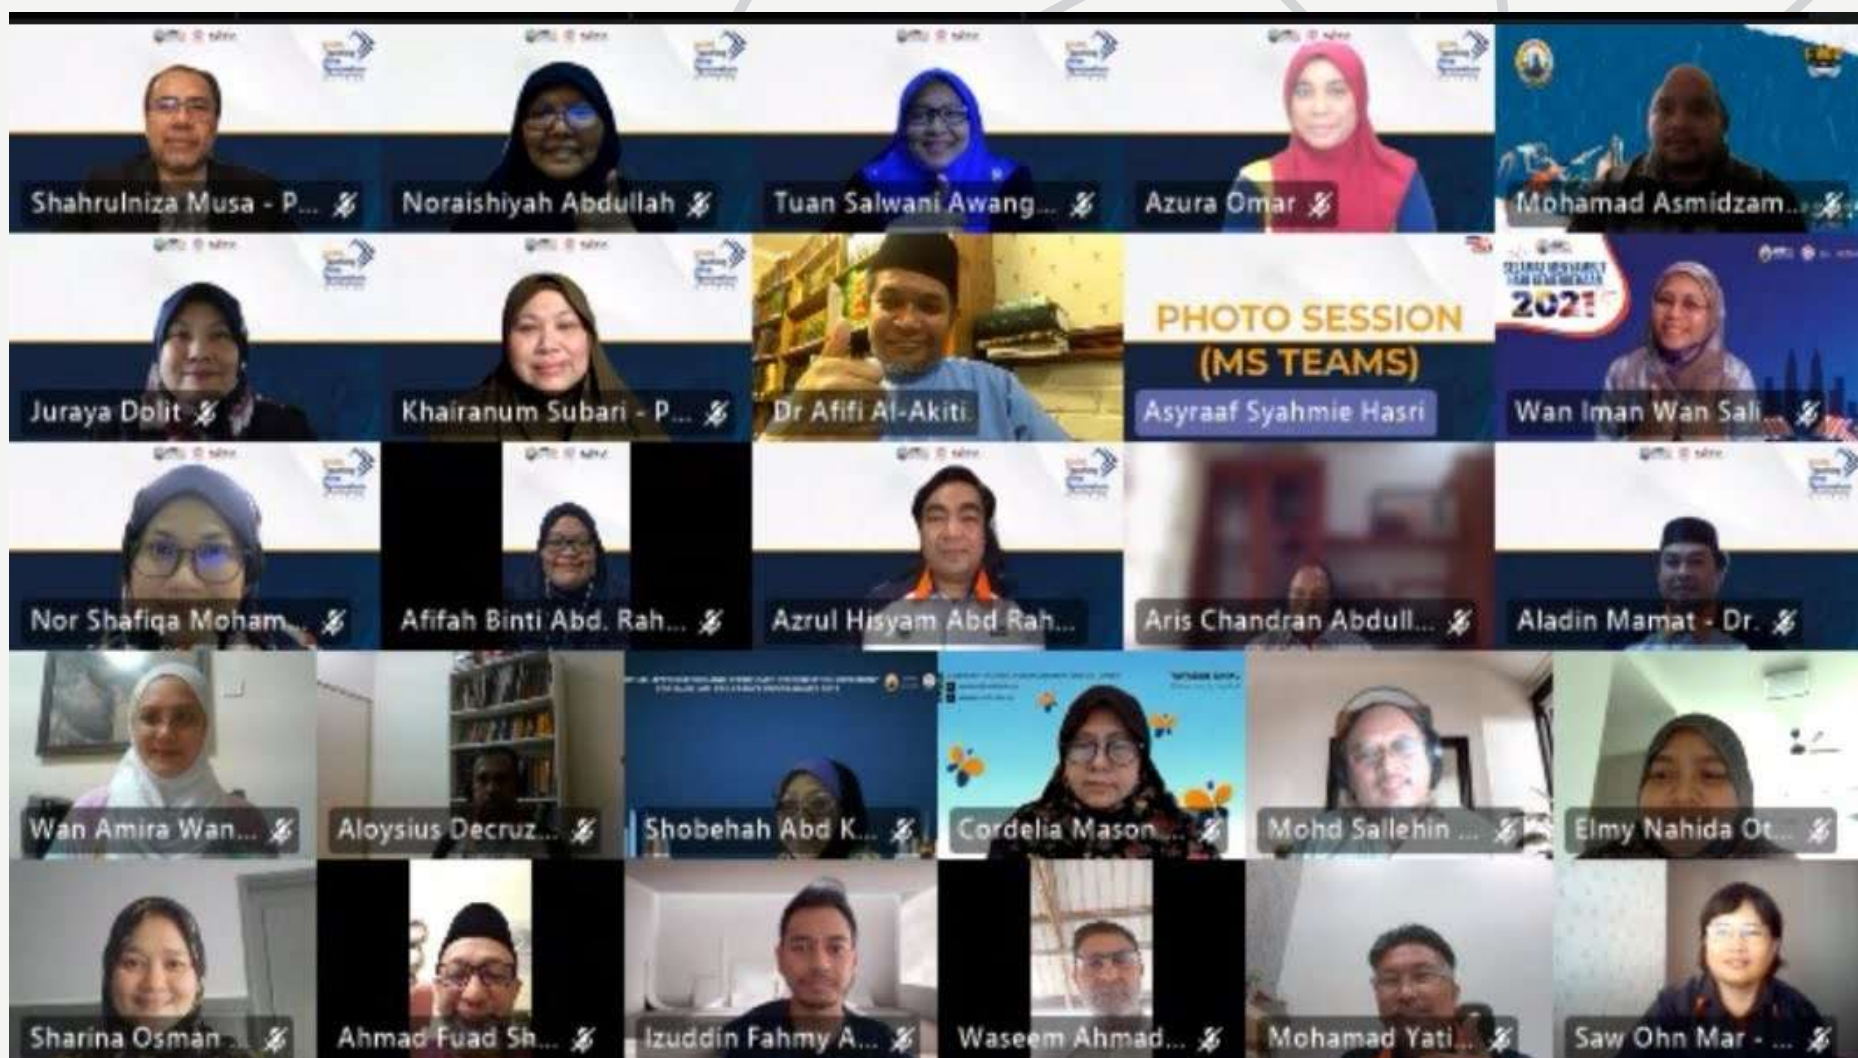 Shahrulniza Musa - P...
Noraishiyah Abdullah
Tuan Salwani Awang...
Azura Omar
Mohamad Asmidzam...
Juraya Dolit
Khairanum Subari - P...
Dr Afifi Al-Akiti
PHOTO SESSION
(MS TEAMS)
Asyraaf Syahmie Hasri
2021
Wan Iman Wan Sali...
Nor Shafiqa Moham...
Afifah Binti Abd. Rah...
Azrul Hisyam Abd Rah...
Aris Chandran Abdull...
Aladin Mamat - Dr.
Wan Amira Wan...
Aloysius Decruz...
Shobehah Abd K...
Cordelia Mason ...
Mohd Sallehin ...
Elmy Nahida Ot...
Sharina Osman ...
Ahmad Fuad Sh...
Izuddin Fahmy A...
Waseem Ahmad...
Mohamad Yati...
Saw Ohn Mar - ...